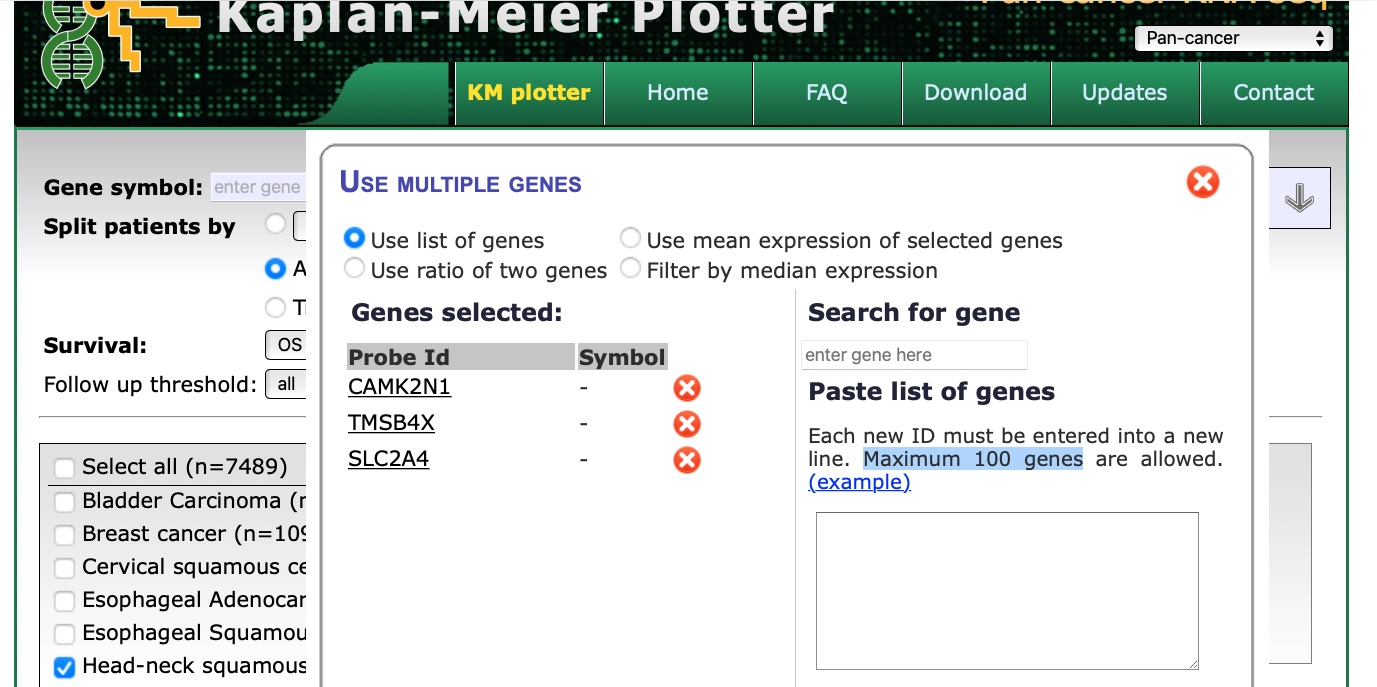 Kaplan-Meier Plotter
Pan-cancer
KM plotter
Home
FAQ
Download
Updates
Contact
Gene symbol:
enter gene
Split patients by
A
Survival:
OS
Follow up threshold:
all
Select all (n=7489)
Bladder Carcinoma
Breast cancer (n=109
Cervical squamous ce
Esophageal Adenocar
Esophageal Squamou
Head-neck squamous
Use multiple genes
Use list of genes
Use mean expression of selected genes
Use ratio of two genes
Filter by median expression
Genes selected:
Probe Id Symbol
CAMK2N1 -
TMSB4X -
SLC2A4 -
Search for gene
enter gene here
Paste list of genes
Each new ID must be entered into a new
line. Maximum 100 genes are allowed.
(example)